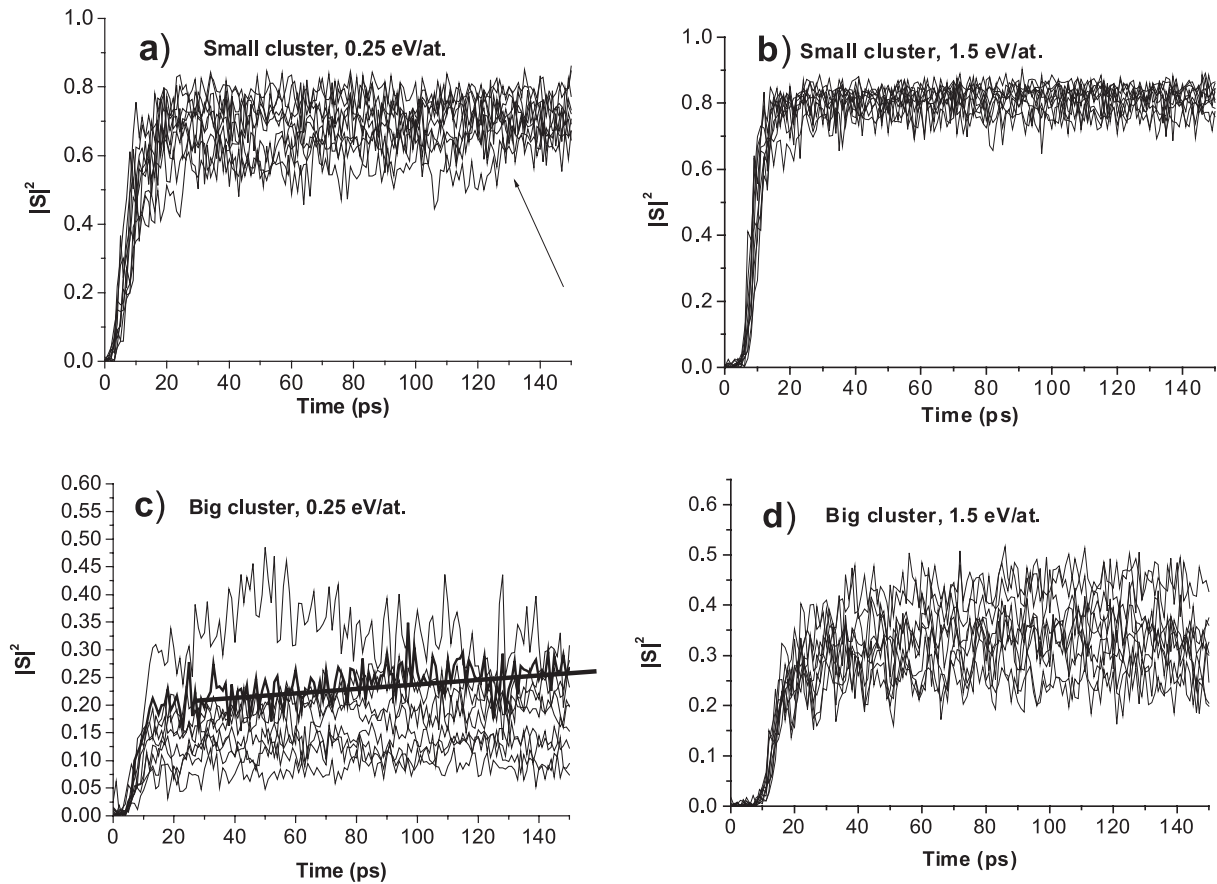 a) Small cluster, 0.25 eV/at.
1.0
0.8
0.6
0.4
0.2
0.0
|S|²
0 20 40 60 80 100 120 140
Time (ps)
b) Small cluster, 1.5 eV/at.
1.0
0.8
0.6
0.4
0.2
0.0
|S|²
0 20 40 60 80 100 120 140
Time (ps)
c) Big cluster, 0.25 eV/at.
0.60
0.55
0.50
0.45
0.40
0.35
0.30
0.25
0.20
0.15
0.10
0.05
0.00
|S|²
0 20 40 60 80 100 120 140
Time (ps)
d) Big cluster, 1.5 eV/at.
0.6
0.5
0.4
0.3
0.2
0.1
0.0
|S|²
0 20 40 60 80 100 120 140
Time (ps)